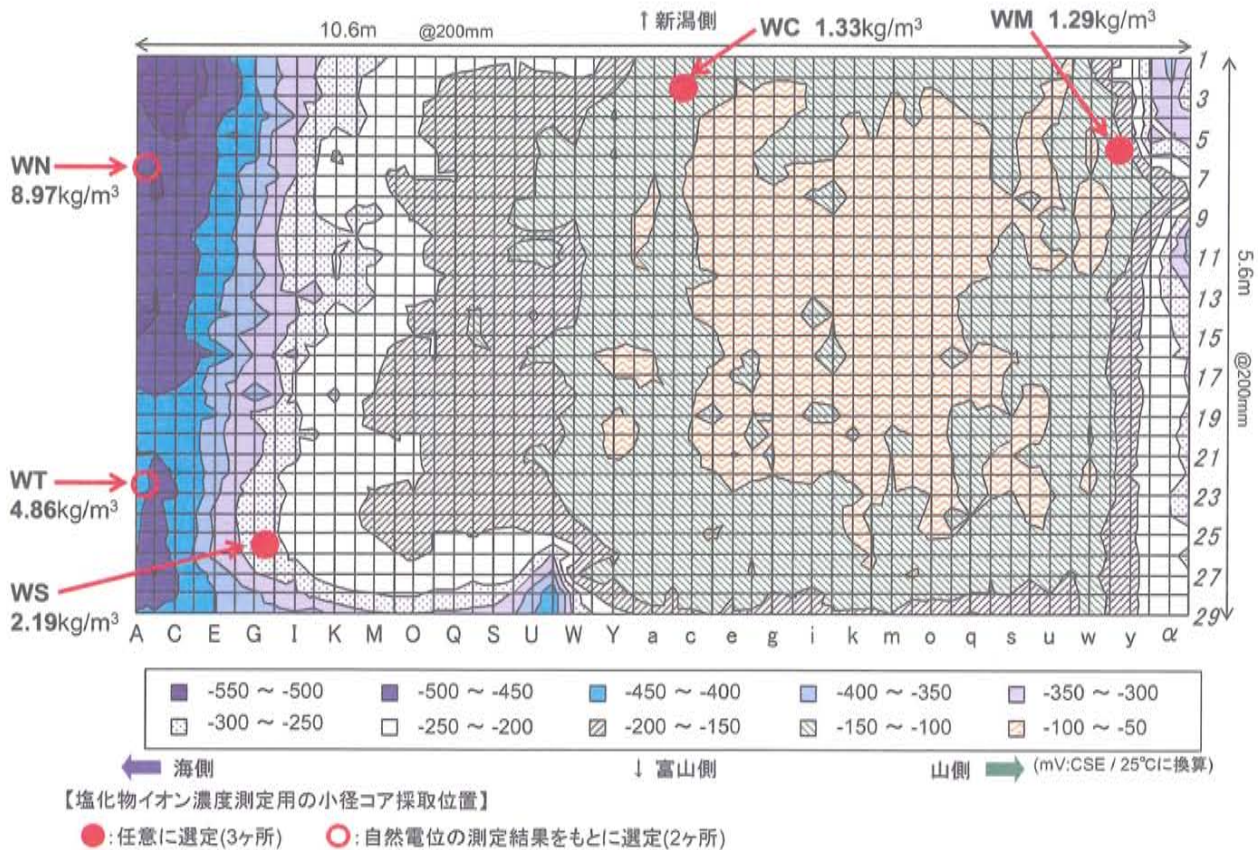 ↑新潟側
10.6m @200mm
WC 1.33kg/m³
WM 1.29kg/m³
WN
8.97kg/m³
WT
4.86kg/m³
WS
2.19kg/m³
1
3
5
7
9
11
13
15
17
19
21
23
25
27
29
5.6m
@200mm
A C E G I K M O Q S U W Y a c e g i k m o q s u w y α
-550 ～ -500 -500 ～ -450 -450 ～ -400 -400 ～ -350 -350 ～ -300
-300 ～ -250 -250 ～ -200 -200 ～ -150 -150 ～ -100 -100 ～ -50
海側 ↓富山側 山側 (mV:CSE / 25℃に換算)
【塩化物イオン濃度測定用の小径コア採取位置】
:任意に選定(3ヶ所) :自然電位の測定結果をもとに選定(2ヶ所)